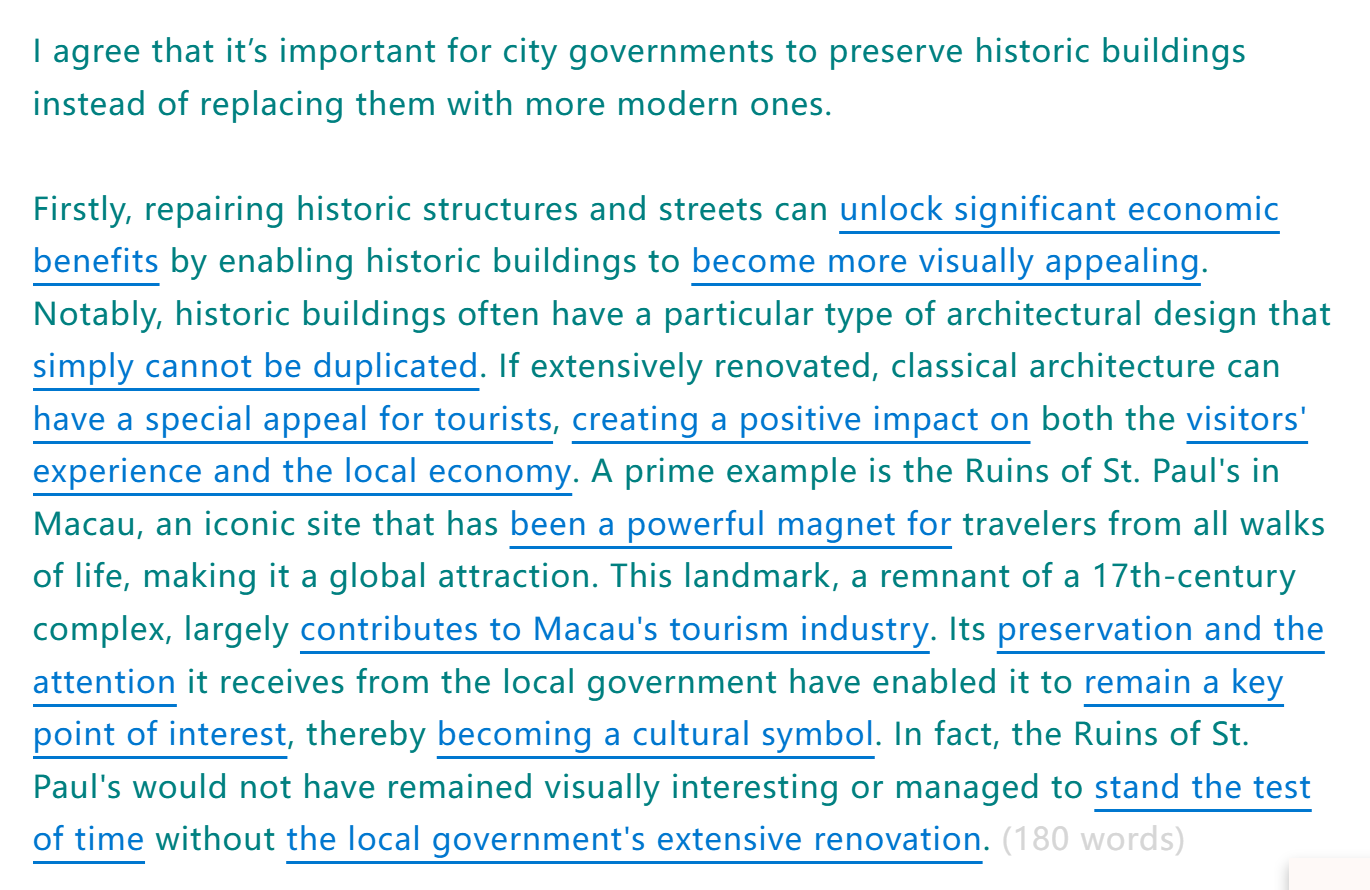 I agree that it’s important for city governments to preserve historic buildings
instead of replacing them with more modern ones.
Firstly, repairing historic structures and streets can unlock significant economic
benefits by enabling historic buildings to become more visually appealing.
Notably, historic buildings often have a particular type of architectural design that
simply cannot be duplicated. If extensively renovated, classical architecture can
have a special appeal for tourists, creating a positive impact on both the visitors'
experience and the local economy. A prime example is the Ruins of St. Paul's in
Macau, an iconic site that has been a powerful magnet for travelers from all walks
of life, making it a global attraction. This landmark, a remnant of a 17th-century
complex, largely contributes to Macau's tourism industry. Its preservation and the
attention it receives from the local government have enabled it to remain a key
point of interest, thereby becoming a cultural symbol. In fact, the Ruins of St.
Paul's would not have remained visually interesting or managed to stand the test
of time without the local government's extensive renovation. (180 words)